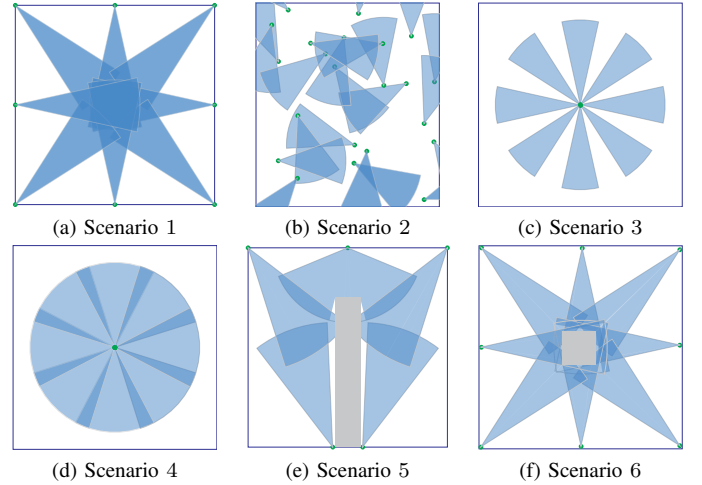 (a) Scenario 1
(b) Scenario 2
(c) Scenario 3
(d) Scenario 4
(e) Scenario 5
(f) Scenario 6